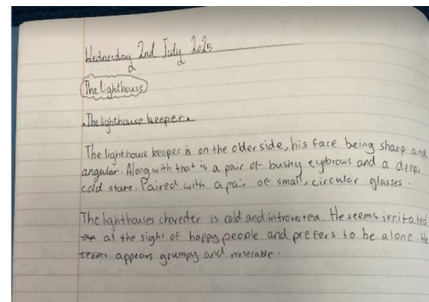 Wednesday 2nd July 2025
The lighthouse
The lighthouse keeper.
The lighthouse keeper is on the older side, his face being sharp and
angular. Along with that is a pair of bushy eybrows and a deep,
cold stare. Paired with a pair of small, circular glasses.
The lighthouses charecter is cold and introverted. He seems irritated
at the sight of happy people and prefers to be alone. He
seems appears grumpy and miserable.